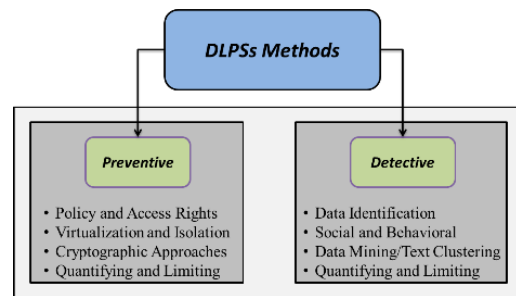 DLPSs Methods
Preventive
• Policy and Access Rights
• Virtualization and Isolation
• Cryptographic Approaches
• Quantifying and Limiting
Detective
• Data Identification
• Social and Behavioral
• Data Mining/Text Clustering
• Quantifying and Limiting